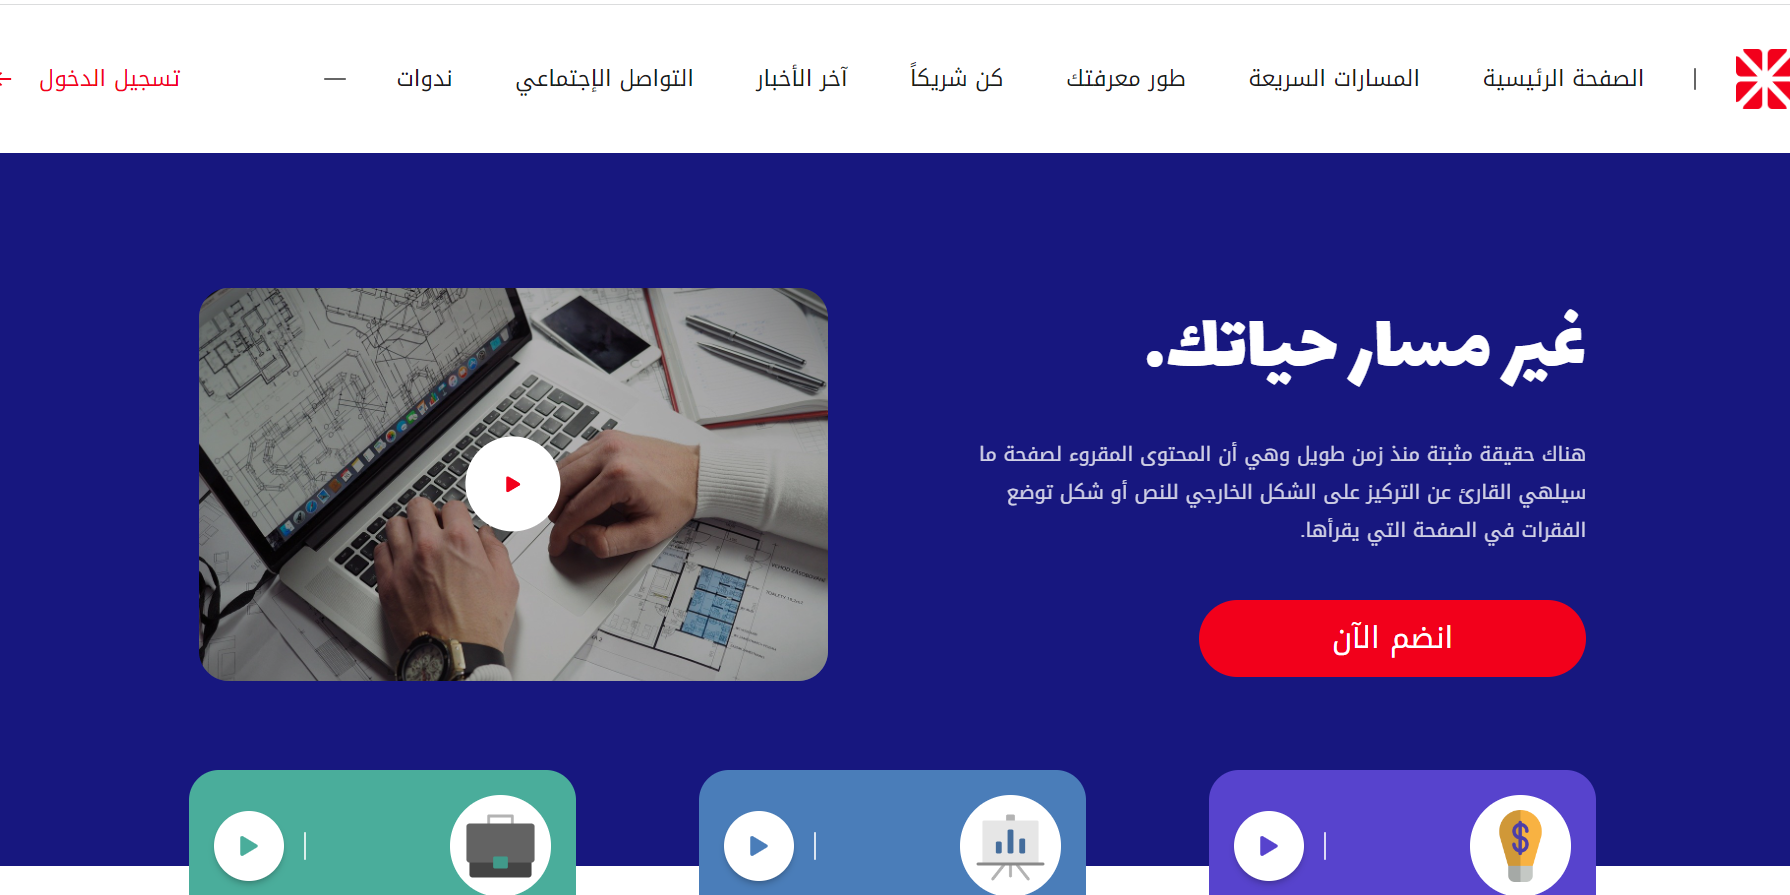 الصفحة الرئيسية
المسارات السريعة
طور معرفتك
كن شريكاً
آخر الأخبار
التواصل الإجتماعي
ندوات
تسجيل الدخول
غير مسار حياتك.
هناك حقيقة مثبتة منذ زمن طويل وهي أن المحتوى المقروء لصفحة ما
سيلهي القارئ عن التركيز على الشكل الخارجي للنص أو شكل توضع
الفقرات في الصفحة التي يقرأها.
انضم الآن